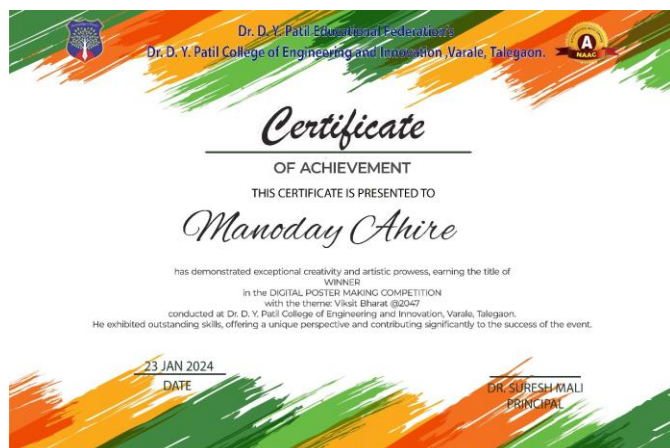 Dr. D. Y. Patil Educational Federation's
Dr. D. Y. Patil College of Engineering and Innovation ,Varale, Talegaon.
A
NAAG
Certificate
OF ACHIEVEMENT
THIS CERTIFICATE IS PRESENTED TO
Manoday Ahire
has demonstrated exceptional creativity and artistic prowess, earning the title of
WINNER
in the DIGITAL POSTER MAKING COMPETITION
with the theme: Viksit Bharat @2047
conducted at Dr. D. Y. Patil College of Engineering and Innovation, Varale, Talegaon.
He exhibited outstanding skills, offering a unique perspective and contributing significantly to the success of the event.
23 JAN 2024
DATE
DR. SURESH MALI
PRINCIPAL